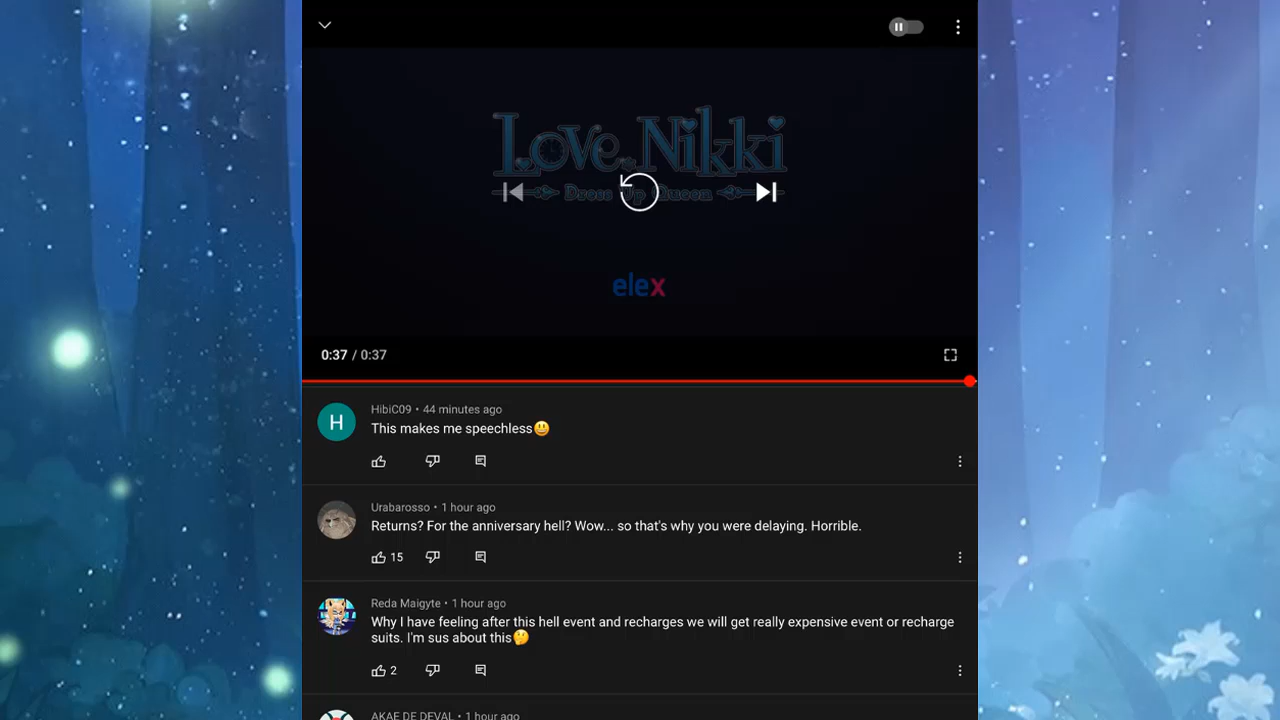 Love Nikki
Dress Up Queen
elex
0:37 / 0:37
H
HibiC09 • 44 minutes ago
This makes me speechless😃
Urabarosso • 1 hour ago
Returns? For the anniversary hell? Wow... so that's why you were delaying. Horrible.
15
Reda Maigyte • 1 hour ago
Why I have feeling after this hell event and recharges we will get really expensive event or recharge
suits. I'm sus about this🤔
2
AKAE DE DEVAL • 1 hour ago